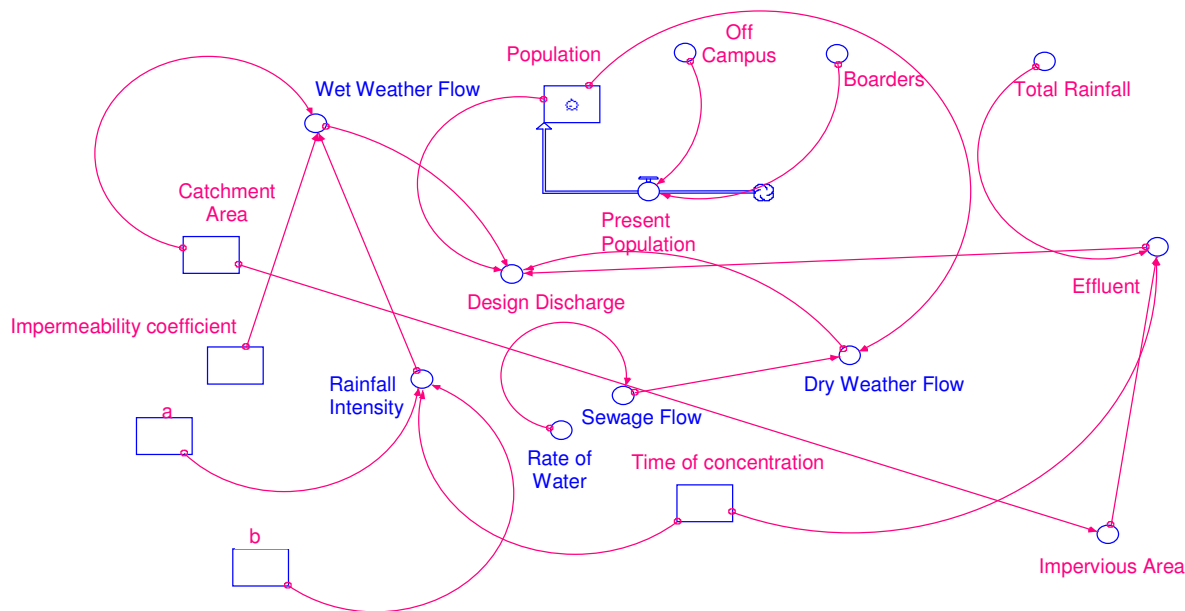 Off
Campus
Population
Boarders
Wet Weather Flow
Total Rainfall
Catchment
Area
Present
Population
Design Discharge
Effluent
Impermeability coefficient
Rainfall
Intensity
Dry Weather Flow
a
Sewage Flow
Rate of
Water
Time of concentration
b
Impervious Area